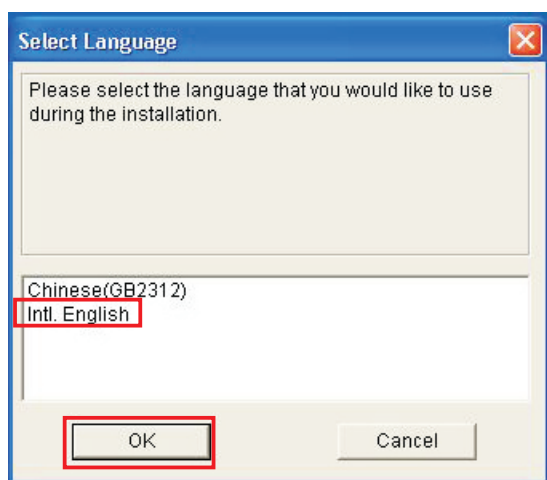 Select Language
Please select the language that you would like to use
during the installation.
Chinese(GB2312)
Intl. English
OK
Cancel